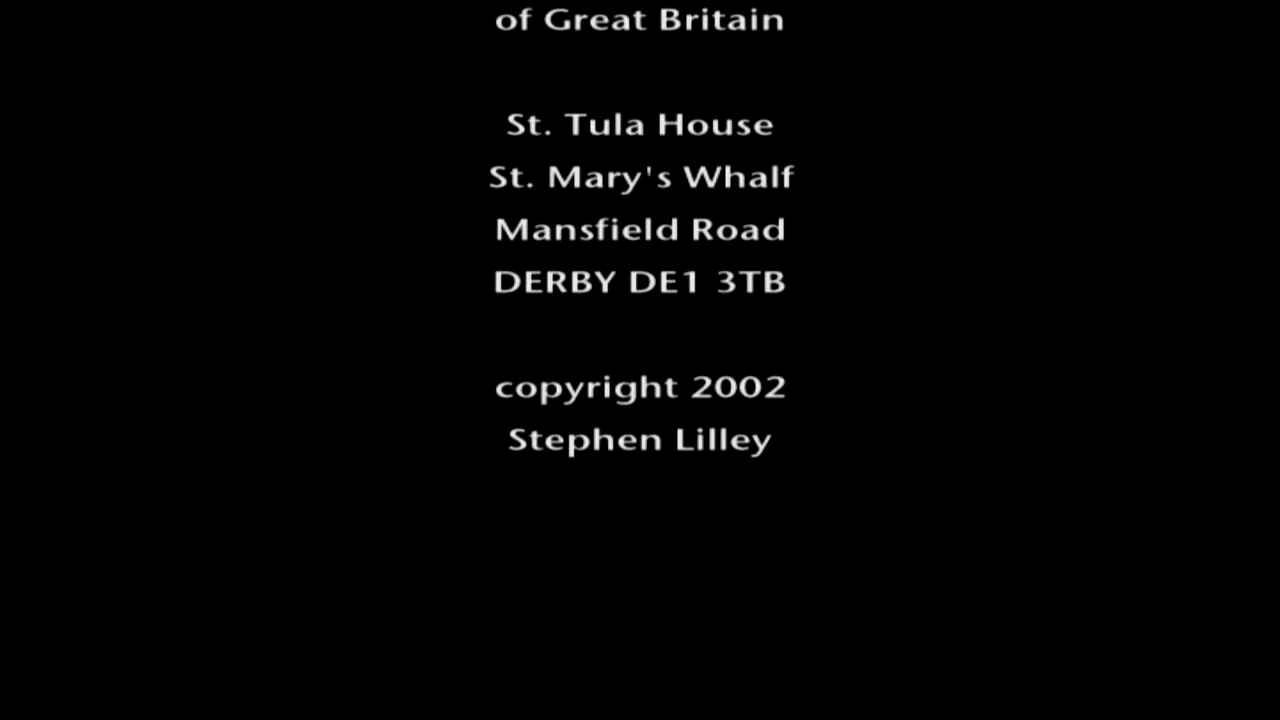 of Great Britain
St. Tula House
St. Mary's Whalf
Mansfield Road
DERBY DE1 3TB
copyright 2002
Stephen Lilley